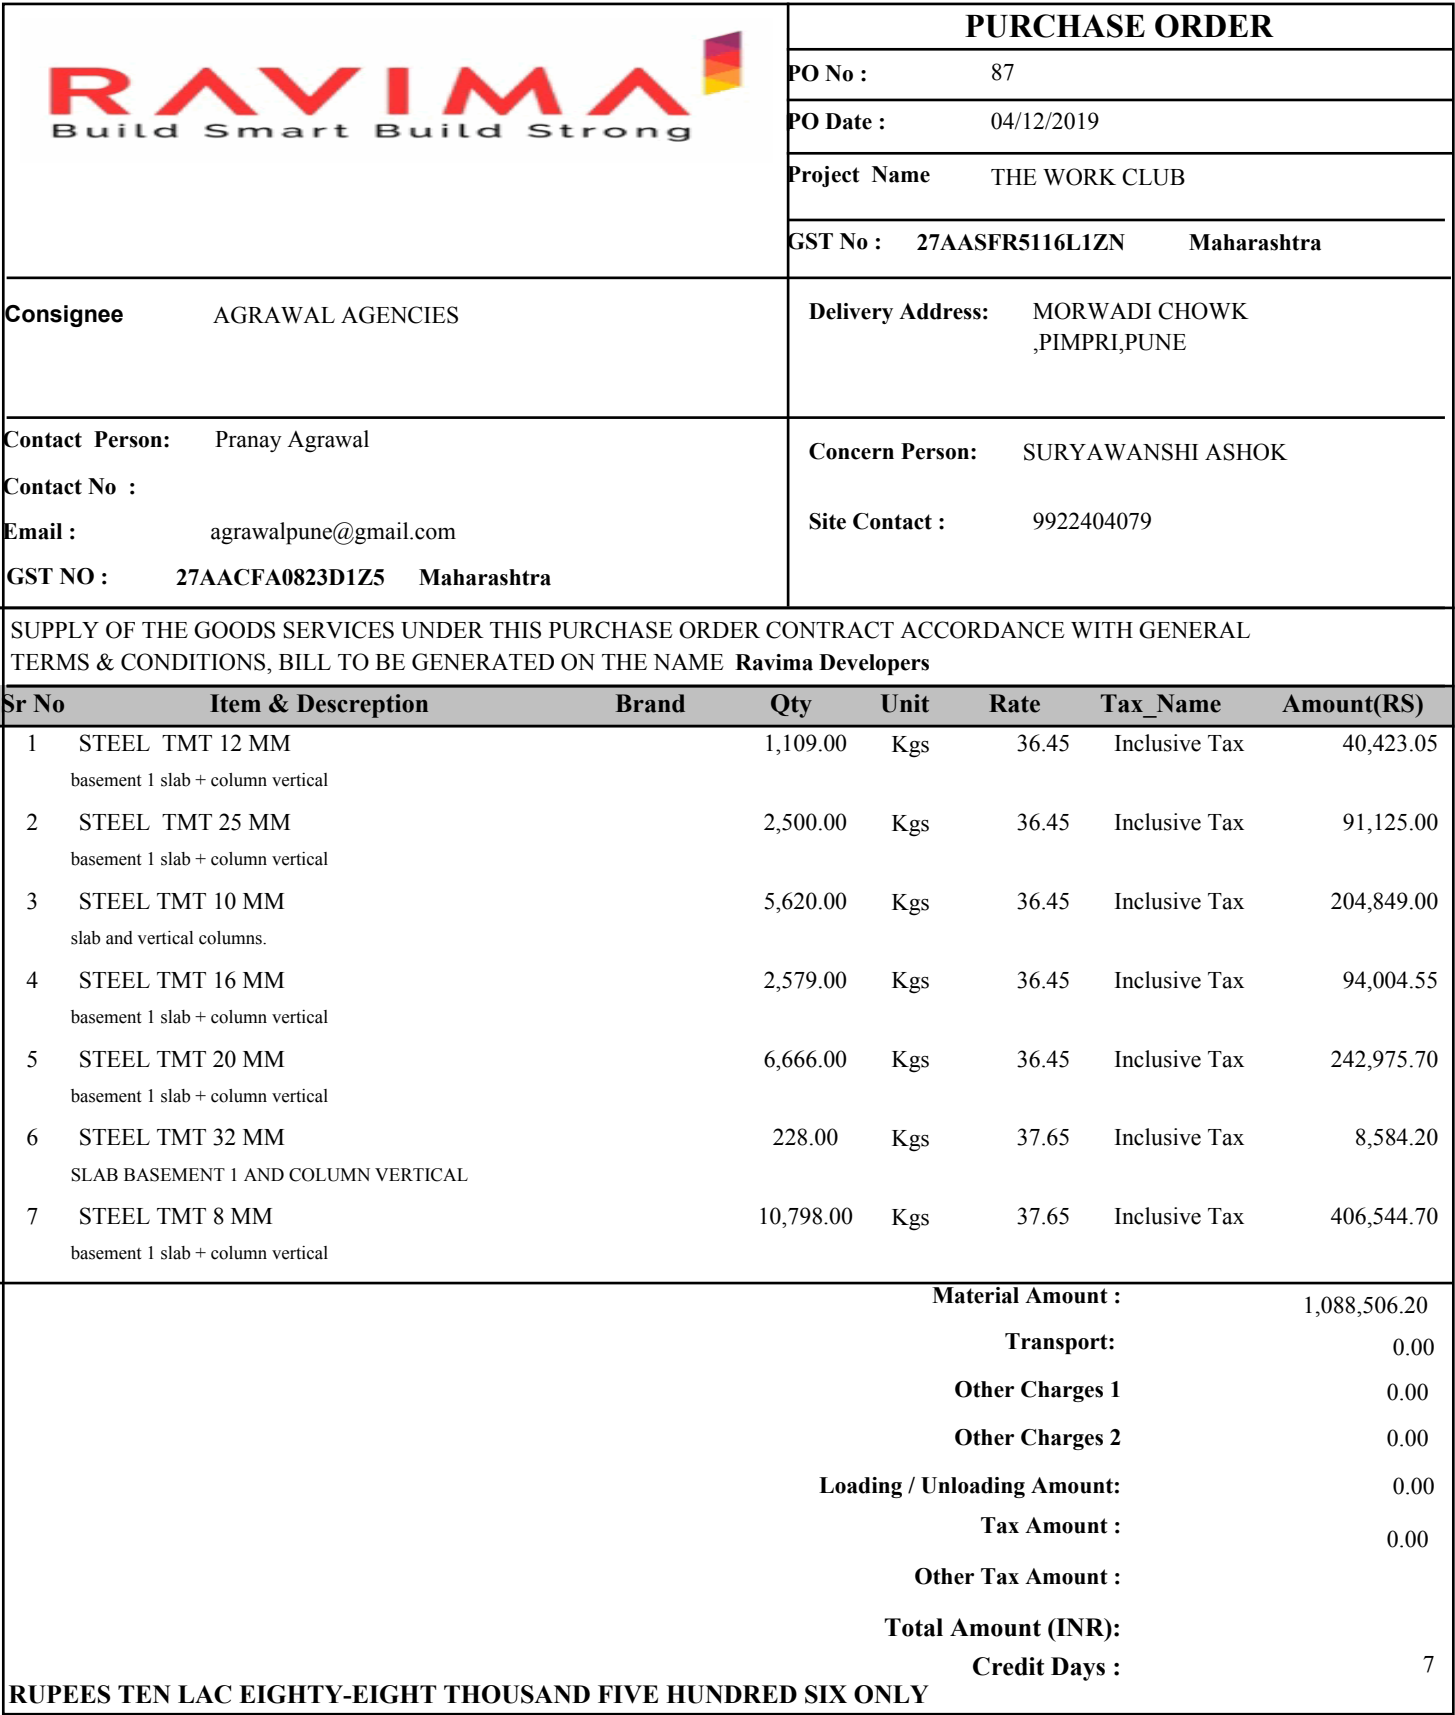 RAVIMA
Build Smart Build Strong
PURCHASE ORDER
PO No : 87
PO Date : 04/12/2019
Project Name THE WORK CLUB
GST No : 27AASFR5116L1ZN Maharashtra
Consignee AGRAWAL AGENCIES
Delivery Address: MORWADI CHOWK
,PIMPRI,PUNE
Contact Person: Pranay Agrawal
Contact No :
Email : agrawalpune@gmail.com
GST NO : 27AACFA0823D1Z5 Maharashtra
Concern Person: SURYAWANSHI ASHOK
Site Contact : 9922404079
SUPPLY OF THE GOODS SERVICES UNDER THIS PURCHASE ORDER CONTRACT ACCORDANCE WITH GENERAL
TERMS & CONDITIONS, BILL TO BE GENERATED ON THE NAME Ravima Developers
Sr No Item & Descreption Brand Qty Unit Rate Tax_Name Amount(RS)
1 STEEL TMT 12 MM 1,109.00 Kgs 36.45 Inclusive Tax 40,423.05
basement 1 slab + column vertical
2 STEEL TMT 25 MM 2,500.00 Kgs 36.45 Inclusive Tax 91,125.00
basement 1 slab + column vertical
3 STEEL TMT 10 MM 5,620.00 Kgs 36.45 Inclusive Tax 204,849.00
slab and vertical columns.
4 STEEL TMT 16 MM 2,579.00 Kgs 36.45 Inclusive Tax 94,004.55
basement 1 slab + column vertical
5 STEEL TMT 20 MM 6,666.00 Kgs 36.45 Inclusive Tax 242,975.70
basement 1 slab + column vertical
6 STEEL TMT 32 MM 228.00 Kgs 37.65 Inclusive Tax 8,584.20
SLAB BASEMENT 1 AND COLUMN VERTICAL
7 STEEL TMT 8 MM 10,798.00 Kgs 37.65 Inclusive Tax 406,544.70
basement 1 slab + column vertical
Material Amount : 1,088,506.20
Transport: 0.00
Other Charges 1 0.00
Other Charges 2 0.00
Loading / Unloading Amount: 0.00
Tax Amount : 0.00
Other Tax Amount :
Total Amount (INR):
Credit Days : 7
RUPEES TEN LAC EIGHTY-EIGHT THOUSAND FIVE HUNDRED SIX ONLY